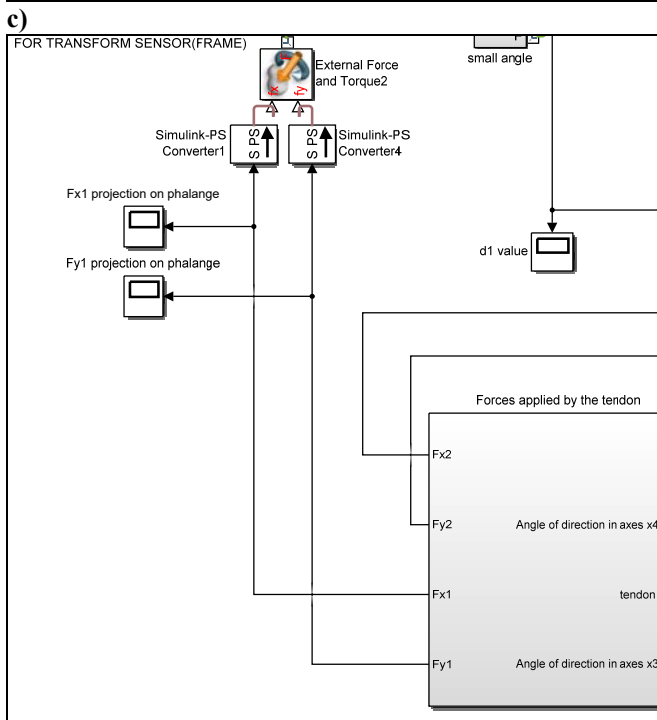 c)
FOR TRANSFORM SENSOR(FRAME)
small angle
External Force
and Torque2
fx
fy
Simulink-PS
Converter1
S PS
S PS
Simulink-PS
Converter4
Fx1 projection on phalange
d1 value
Fy1 projection on phalange
Forces applied by the tendon
Fx2
Fy2
Angle of direction in axes x4
Fx1
tendon
Fy1
Angle of direction in axes x3